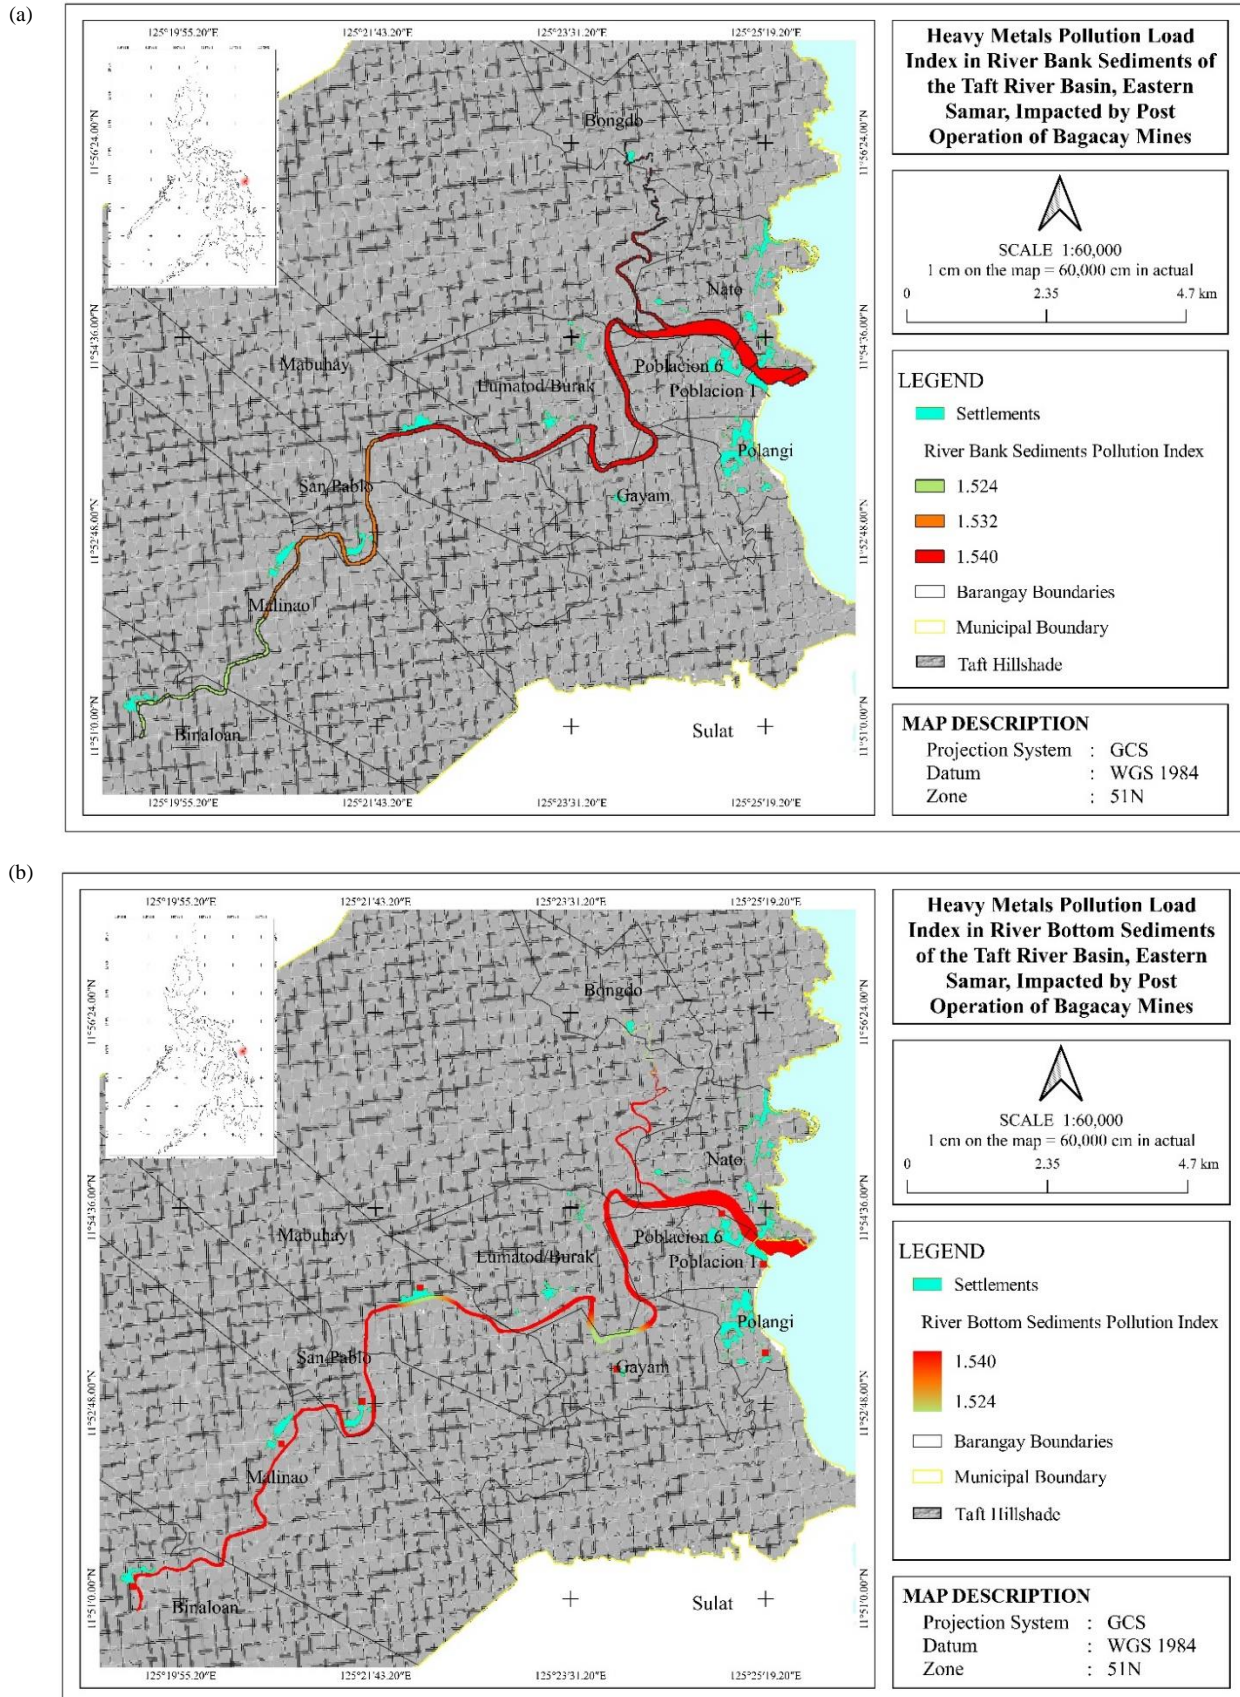 (a)
125°19'55.20"E 125°21'43.20"E 125°23'31.20"E 125°25'19.20"E
11°56'24.00"N
11°54'36.00"N
11°52'48.00"N
11°51'0.00"N
Bongdo
Nato
Mabuhay
Poblacion 6
Lumatod/Burak
Poblacion 1
Polangi
San Pablo
Gayam
Malinao
Binaloan
Sulat
11°56'24.00"N
11°54'36.00"N
11°52'48.00"N
11°51'0.00"N
125°19'55.20"E 125°21'43.20"E 125°23'31.20"E 125°25'19.20"E
Heavy Metals Pollution Load
Index in River Bank Sediments of
the Taft River Basin, Eastern
Samar, Impacted by Post
Operation of Bagacay Mines
SCALE 1:60,000
1 cm on the map = 60,000 cm in actual
0 2.35 4.7 km
LEGEND
Settlements
River Bank Sediments Pollution Index
1.524
1.532
1.540
Barangay Boundaries
Municipal Boundary
Taft Hillshade
MAP DESCRIPTION
Projection System : GCS
Datum : WGS 1984
Zone : 51N
(b)
125°19'55.20"E 125°21'43.20"E 125°23'31.20"E 125°25'19.20"E
11°56'24.00"N
11°54'36.00"N
11°52'48.00"N
11°51'0.00"N
Bongdo
Nato
Mabuhay
Poblacion 6
Lumatod/Burak
Poblacion 1
Polangi
San Pablo
Gayam
Malinao
Binaloan
Sulat
11°56'24.00"N
11°54'36.00"N
11°52'48.00"N
11°51'0.00"N
125°19'55.20"E 125°21'43.20"E 125°23'31.20"E 125°25'19.20"E
Heavy Metals Pollution Load
Index in River Bottom Sediments
of the Taft River Basin, Eastern
Samar, Impacted by Post
Operation of Bagacay Mines
SCALE 1:60,000
1 cm on the map = 60,000 cm in actual
0 2.35 4.7 km
LEGEND
Settlements
River Bottom Sediments Pollution Index
1.540
1.524
Barangay Boundaries
Municipal Boundary
Taft Hillshade
MAP DESCRIPTION
Projection System : GCS
Datum : WGS 1984
Zone : 51N